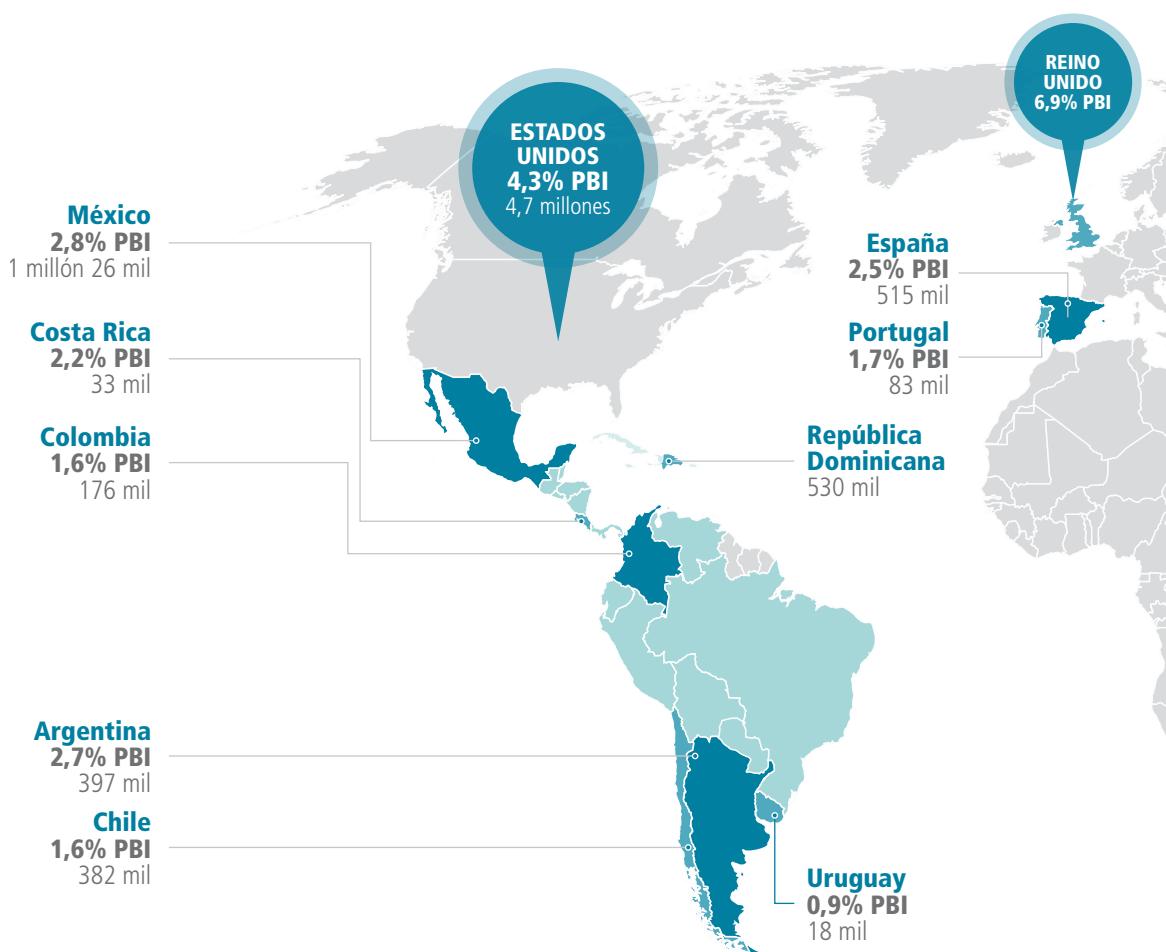 ESTADOS
UNIDOS
4,3% PBI
4,7 millones
REINO
UNIDO
6,9% PBI
México
2,8% PBI
1 millón 26 mil
Costa Rica
2,2% PBI
33 mil
Colombia
1,6% PBI
176 mil
Argentina
2,7% PBI
397 mil
Chile
1,6% PBI
382 mil
España
2,5% PBI
515 mil
Portugal
1,7% PBI
83 mil
República
Dominicana
530 mil
Uruguay
0,9% PBI
18 mil